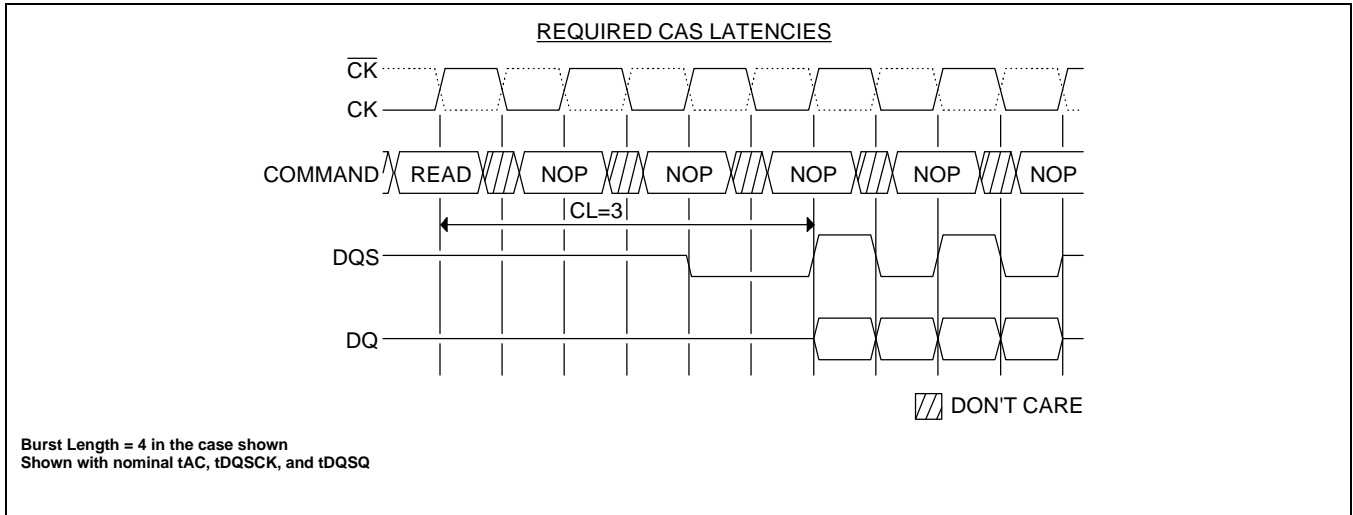 REQUIRED CAS LATENCIES
CK
CK
COMMAND READ NOP NOP NOP NOP NOP
CL=3
DQS
DQ
DON'T CARE
Burst Length = 4 in the case shown
Shown with nominal tAC, tDQSCK, and tDQSQ